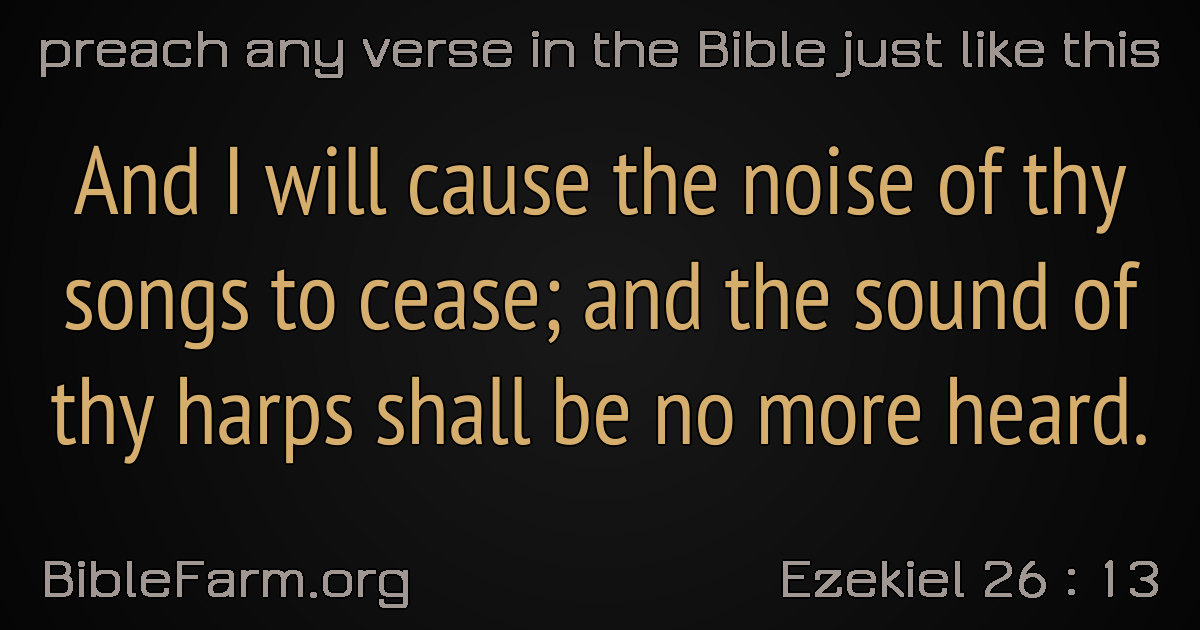 preach any verse in the Bible just like this
And I will cause the noise of thy
songs to cease; and the sound of
thy harps shall be no more heard.
BibleFarm.org
Ezekiel 26 : 13